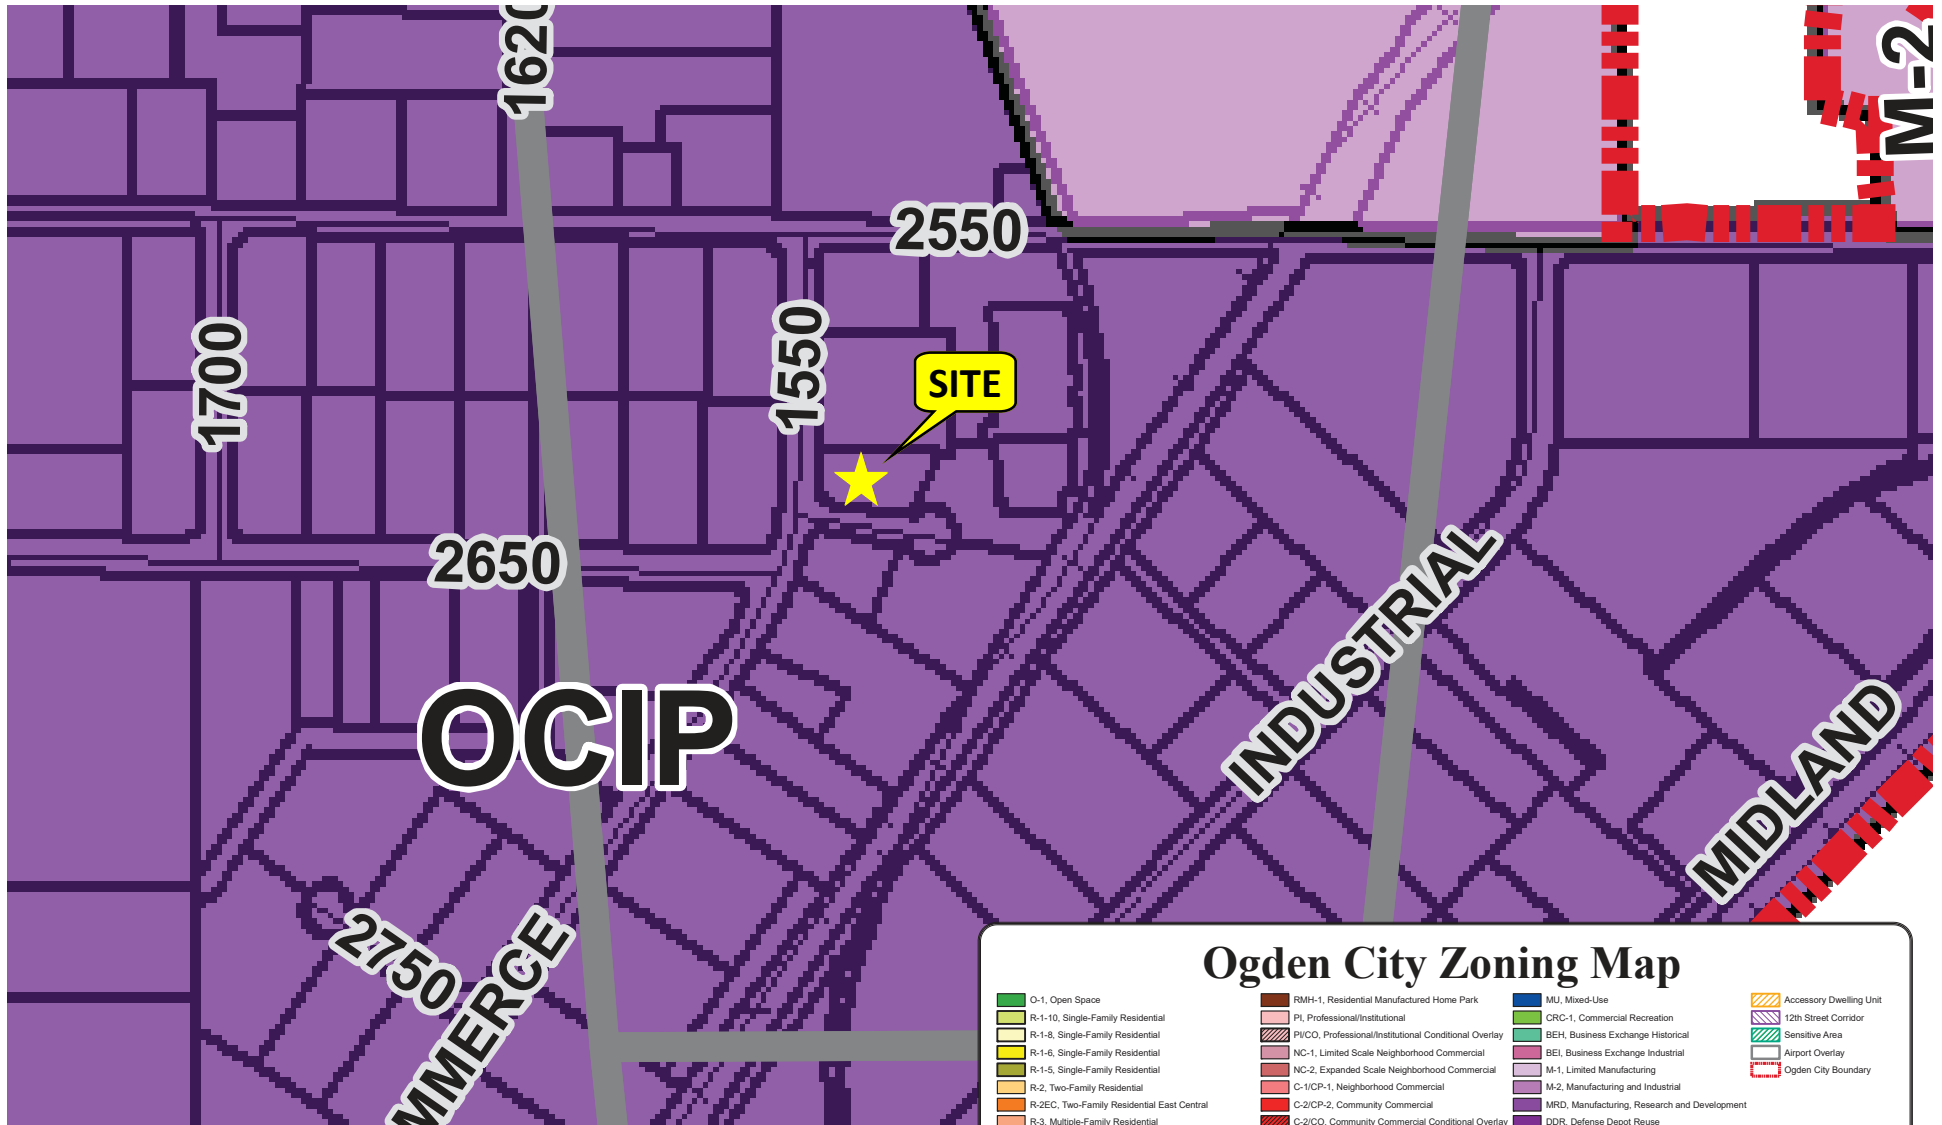 1620
M-2
2550
1700
1550
SITE
2650
OCIP
INDUSTRIAL
MIDLAND
2750
MMERCE
Ogden City Zoning Map
O-1, Open Space
R-1-10, Single-Family Residential
R-1-8, Single-Family Residential
R-1-6, Single-Family Residential
R-1-5, Single-Family Residential
R-2, Two-Family Residential
R-2EC, Two-Family Residential East Central
R-3, Multiple-Family Residential
RMH-1, Residential Manufactured Home Park
PI, Professional/Institutional
PI/CO, Professional/Institutional Conditional Overlay
NC-1, Limited Scale Neighborhood Commercial
NC-2, Expanded Scale Neighborhood Commercial
C-1/CP-1, Neighborhood Commercial
C-2/CP-2, Community Commercial
C-2/CO, Community Commercial Conditional Overlay
MU, Mixed-Use
CRC-1, Commercial Recreation
BEH, Business Exchange Historical
BEI, Business Exchange Industrial
M-1, Limited Manufacturing
M-2, Manufacturing and Industrial
MRD, Manufacturing, Research and Development
DDR, Defense Depot Reuse
Accessory Dwelling Unit
12th Street Corridor
Sensitive Area
Airport Overlay
Ogden City Boundary